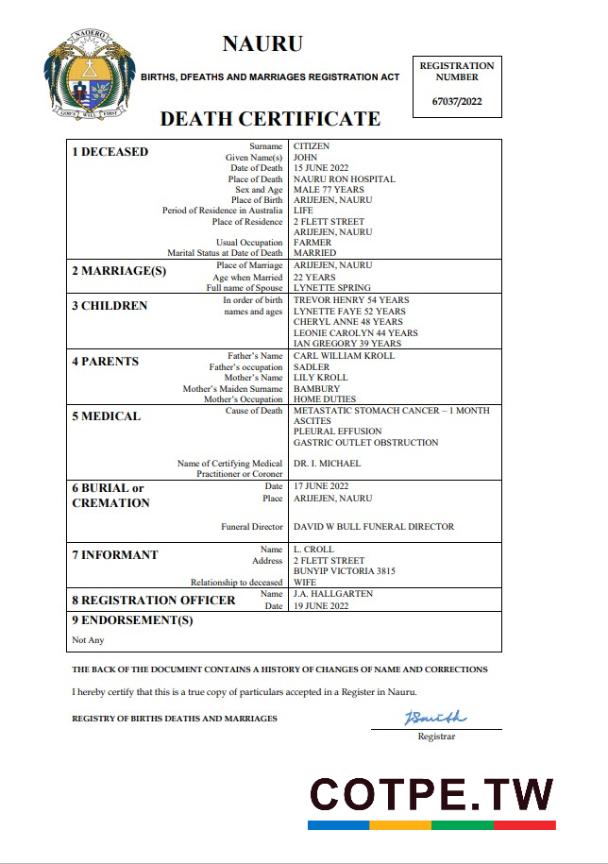 NAOERO
GOD'S WILL FIRST
NAURU
BIRTHS, DFEATHS AND MARRIAGES REGISTRATION ACT
DEATH CERTIFICATE
REGISTRATION
NUMBER
67037/2022
1 DECEASED
Surname CITIZEN
Given Name(s) JOHN
Date of Death 15 JUNE 2022
Place of Death NAURU RON HOSPITAL
Sex and Age MALE 77 YEARS
Place of Birth ARIJEJEN, NAURU
Period of Residence in Australia LIFE
Place of Residence 2 FLETT STREET
ARIJEJEN, NAURU
Usual Occupation FARMER
Marital Status at Date of Death MARRIED
2 MARRIAGE(S)
Place of Marriage ARIJEJEN, NAURU
Age when Married 22 YEARS
Full name of Spouse LYNETTE SPRING
3 CHILDREN
In order of birth TREVOR HENRY 54 YEARS
names and ages LYNETTE FAYE 52 YEARS
CHERYL ANNE 48 YEARS
LEONIE CAROLYN 44 YEARS
IAN GREGORY 39 YEARS
4 PARENTS
Father's Name CARL WILLIAM KROLL
Father's occupation SADLER
Mother's Name LILY KROLL
Mother's Maiden Surname BAMBURY
Mother's Occupation HOME DUTIES
5 MEDICAL
Cause of Death METASTATIC STOMACH CANCER – 1 MONTH
ASCITES
PLEURAL EFFUSION
GASTRIC OUTLET OBSTRUCTION
Name of Certifying Medical DR. I. MICHAEL
Practitioner or Coroner
6 BURIAL or
CREMATION
Date 17 JUNE 2022
Place ARIJEJEN, NAURU
Funeral Director DAVID W BULL FUNERAL DIRECTOR
7 INFORMANT
Name L. CROLL
Address 2 FLETT STREET
BUNYIP VICTORIA 3815
Relationship to deceased WIFE
8 REGISTRATION OFFICER
Name J.A. HALLGARTEN
Date 19 JUNE 2022
9 ENDORSEMENT(S)
Not Any
THE BACK OF THE DOCUMENT CONTAINS A HISTORY OF CHANGES OF NAME AND CORRECTIONS
I hereby certify that this is a true copy of particulars accepted in a Register in Nauru.
REGISTRY OF BIRTHS DEATHS AND MARRIAGES
JSmith
Registrar
COTPE.TW